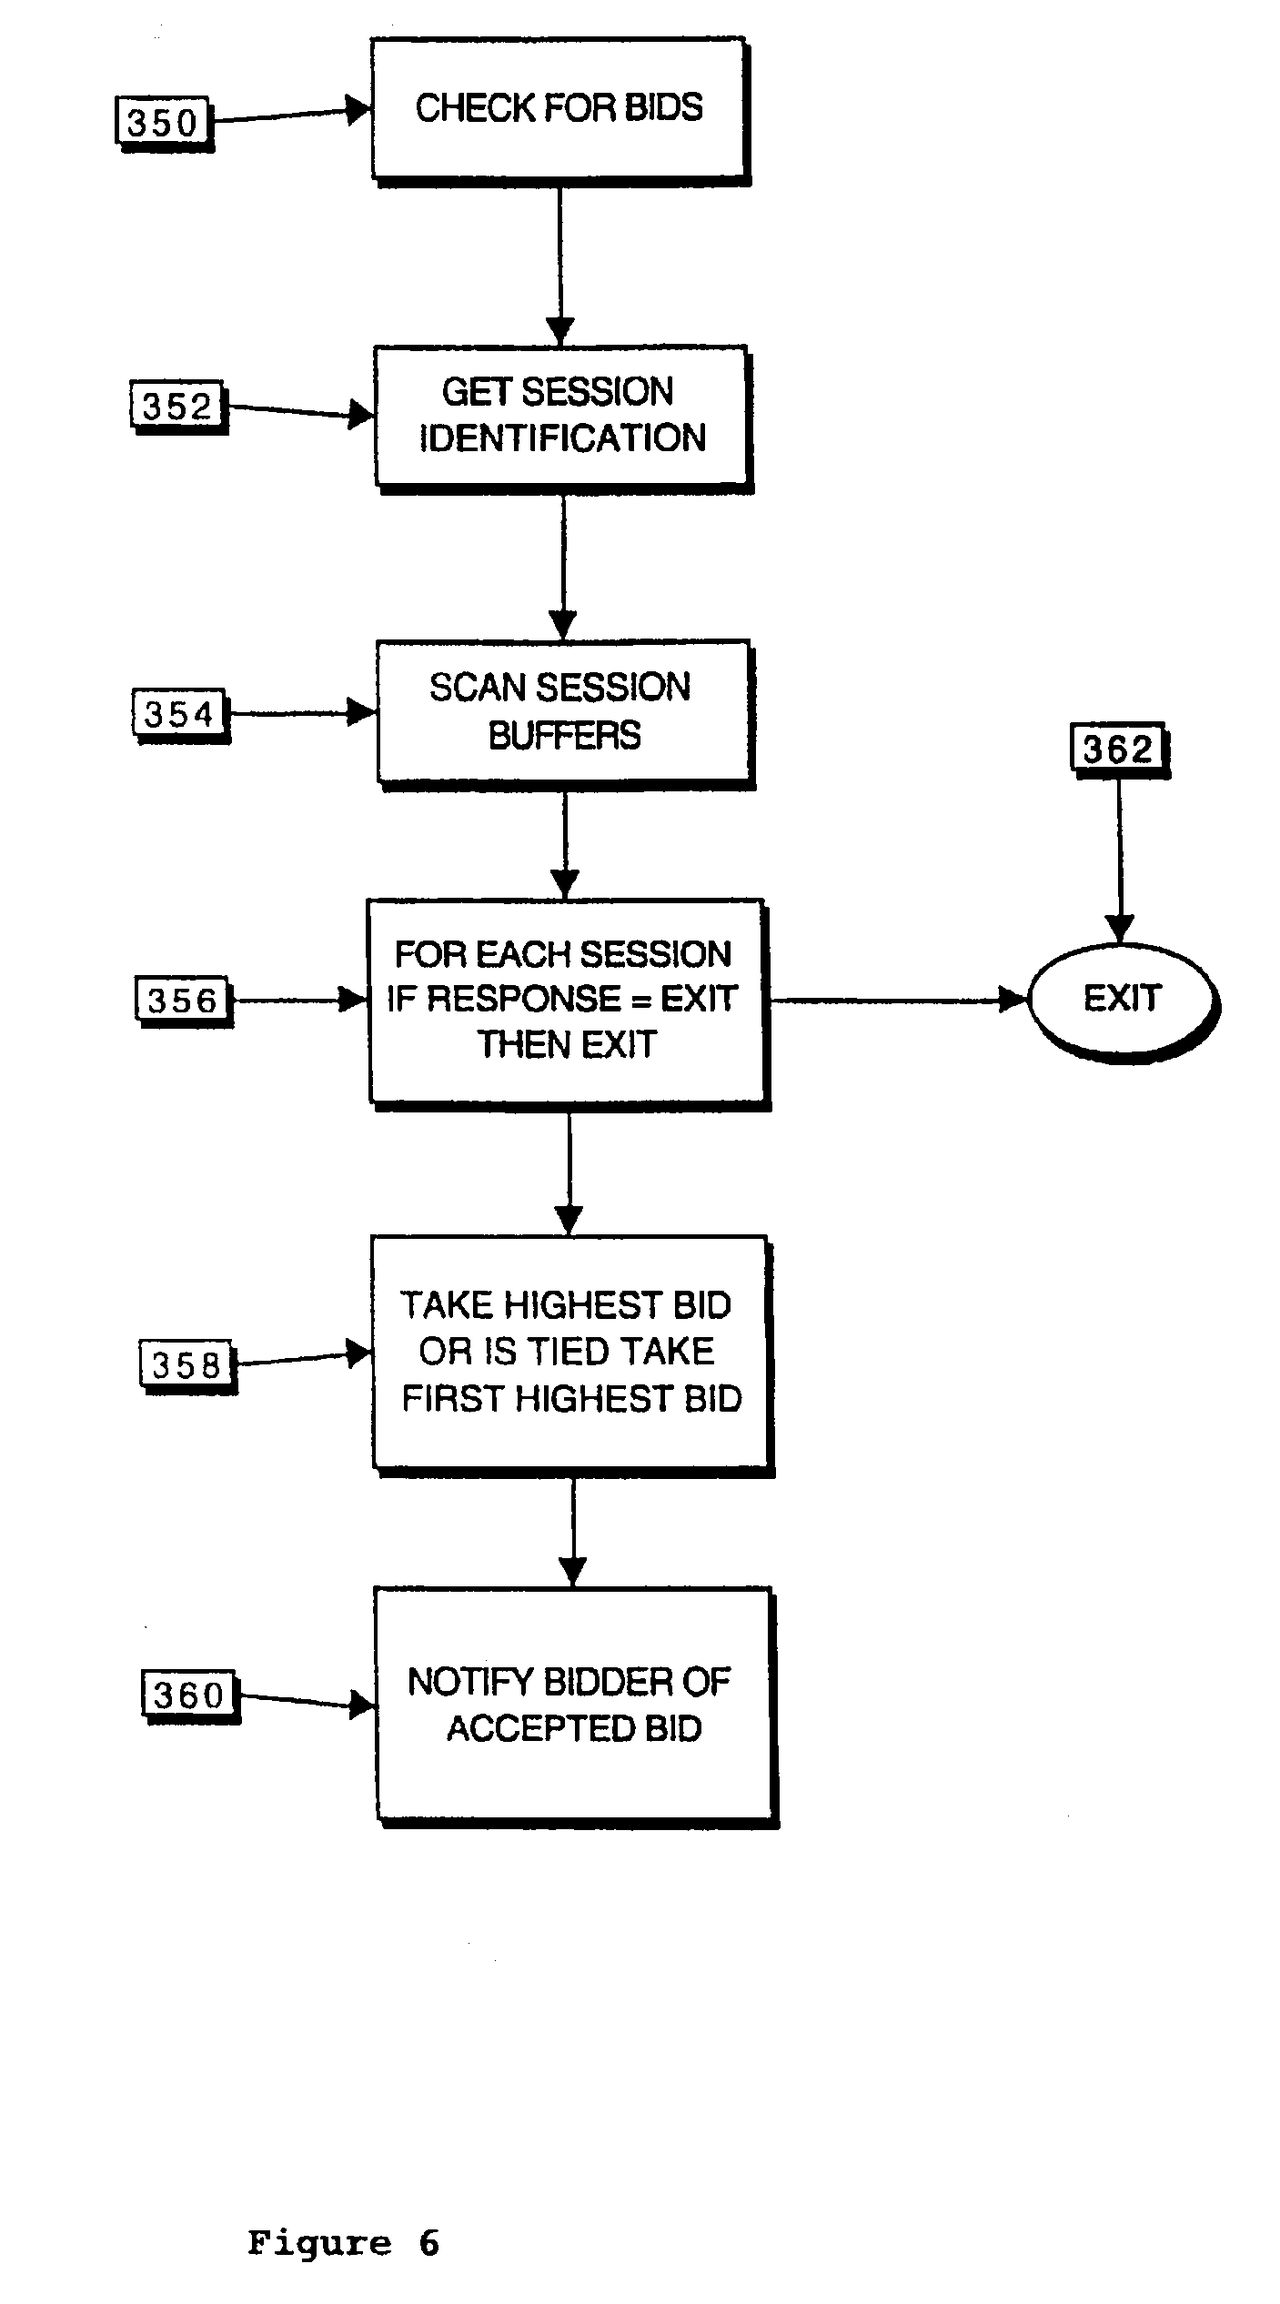 CHECK FOR BIDS
350
GET SESSION
IDENTIFICATION
352
SCAN SESSION
BUFFERS
354
362
FOR EACH SESSION
IF RESPONSE = EXIT
THEN EXIT
356
EXIT
TAKE HIGHEST BID
OR IS TIED TAKE
FIRST HIGHEST BID
358
NOTIFY BIDDER OF
ACCEPTED BID
360
Figure 6